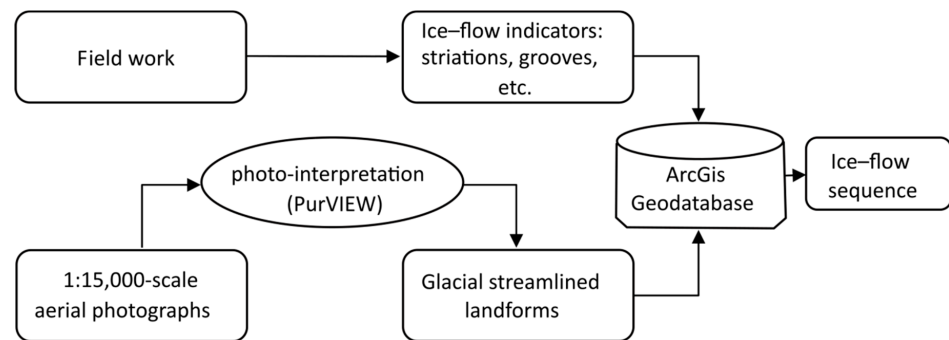 Field work
Ice–flow indicators:
striations, grooves,
etc.
photo-interpretation
(PurVIEW)
ArcGis
Geodatabase
Ice–flow
sequence
1:15,000-scale
aerial photographs
Glacial streamlined
landforms